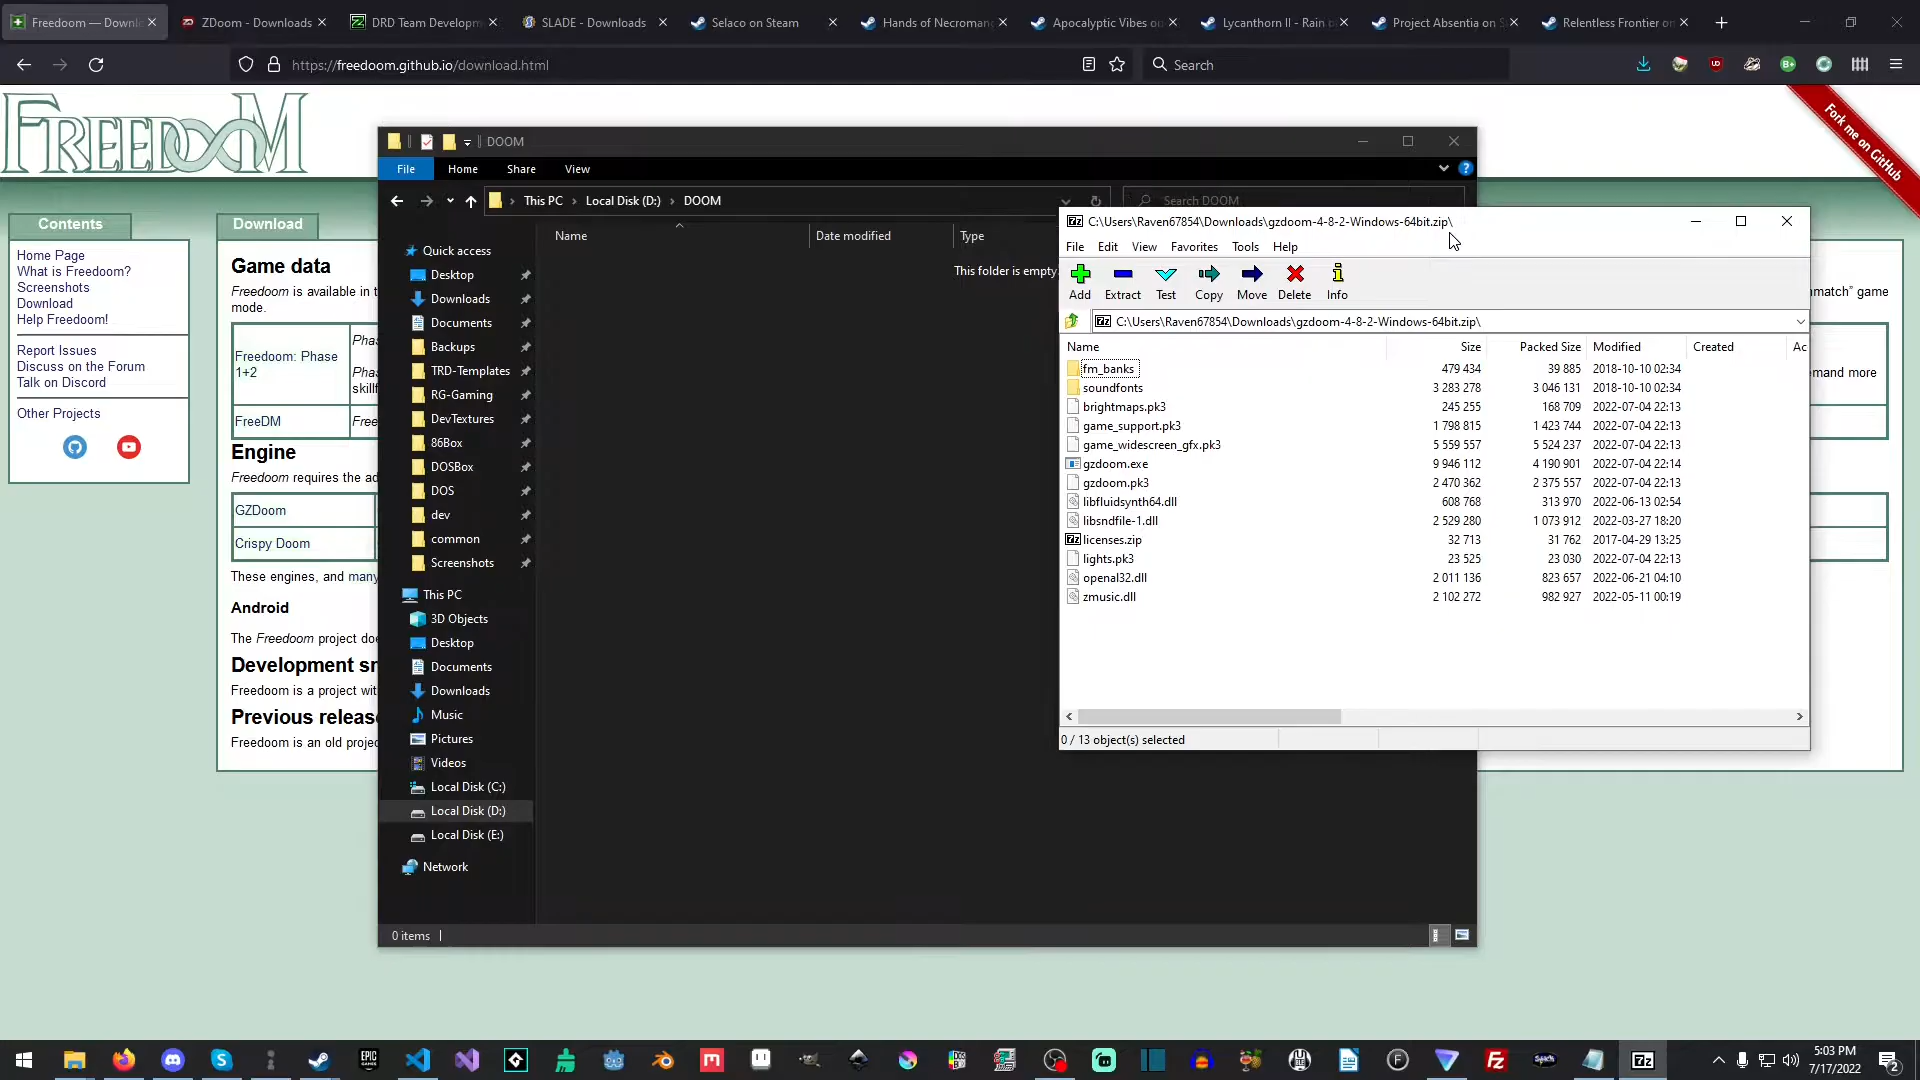 Freedoom — Downl
ZDoom - Downloads
DRD Team Developm
SLADE - Downloads
Selaco on Steam
Hands of Necroman
Apocalyptic Vibes ou
Lycanthorn II - Rain
Project Absentia on S
Relentless Frontier on
https://freedoom.github.io/download.html
Search
FREEDOOM
Fork me on GitHub
Contents
Home Page
What is Freedoom?
Screenshots
Download
Help Freedoom!
Report Issues
Discuss on the Forum
Talk on Discord
Other Projects
Download
Game data
Freedoom is available in t
mode.
Freedoom: Phase
1+2
Phas
Phas
skillf
FreeDM
Free
Engine
Freedoom requires the ad
GZDoom
Crispy Doom
These engines, and many
Android
The Freedoom project doe
Development sn
Freedoom is a project wit
Previous release
Freedoom is an old projec
match" game
emand more
DOOM
File
Home
Share
View
This PC
Local Disk (D:)
DOOM
Search DOOM
Name
Date modified
Type
This folder is empty.
Quick access
Desktop
Downloads
Documents
Backups
TRD-Templates
RG-Gaming
DevTextures
86Box
DOSBox
DOS
dev
common
Screenshots
This PC
3D Objects
Desktop
Documents
Downloads
Music
Pictures
Videos
Local Disk (C:)
Local Disk (D:)
Local Disk (E:)
Network
0 items
C:\Users\Raven67854\Downloads\gzdoom-4-8-2-Windows-64bit.zip\
File Edit View Favorites Tools Help
Add Extract Test Copy Move Delete Info
C:\Users\Raven67854\Downloads\gzdoom-4-8-2-Windows-64bit.zip\
Name Size Packed Size Modified Created Ac
fm_banks 479 434 39 885 2018-10-10 02:34
soundfonts 3 283 278 3 046 131 2018-10-10 02:34
brightmaps.pk3 245 255 168 709 2022-07-04 22:13
game_support.pk3 1 798 815 1 423 744 2022-07-04 22:13
game_widescreen_gfx.pk3 5 559 557 5 524 237 2022-07-04 22:13
gzdoom.exe 9 946 112 4 190 901 2022-07-04 22:14
gzdoom.pk3 2 470 362 2 375 557 2022-07-04 22:13
libfluidsynth64.dll 608 768 313 970 2022-06-13 02:54
libsndfile-1.dll 2 529 280 1 073 912 2022-03-27 18:20
licenses.zip 32 713 31 762 2017-04-29 13:25
lights.pk3 23 525 23 030 2022-07-04 22:13
openal32.dll 2 011 136 823 657 2022-06-21 04:10
zmusic.dll 2 102 272 982 927 2022-05-11 00:19
0 / 13 object(s) selected
5:03 PM
7/17/2022
2